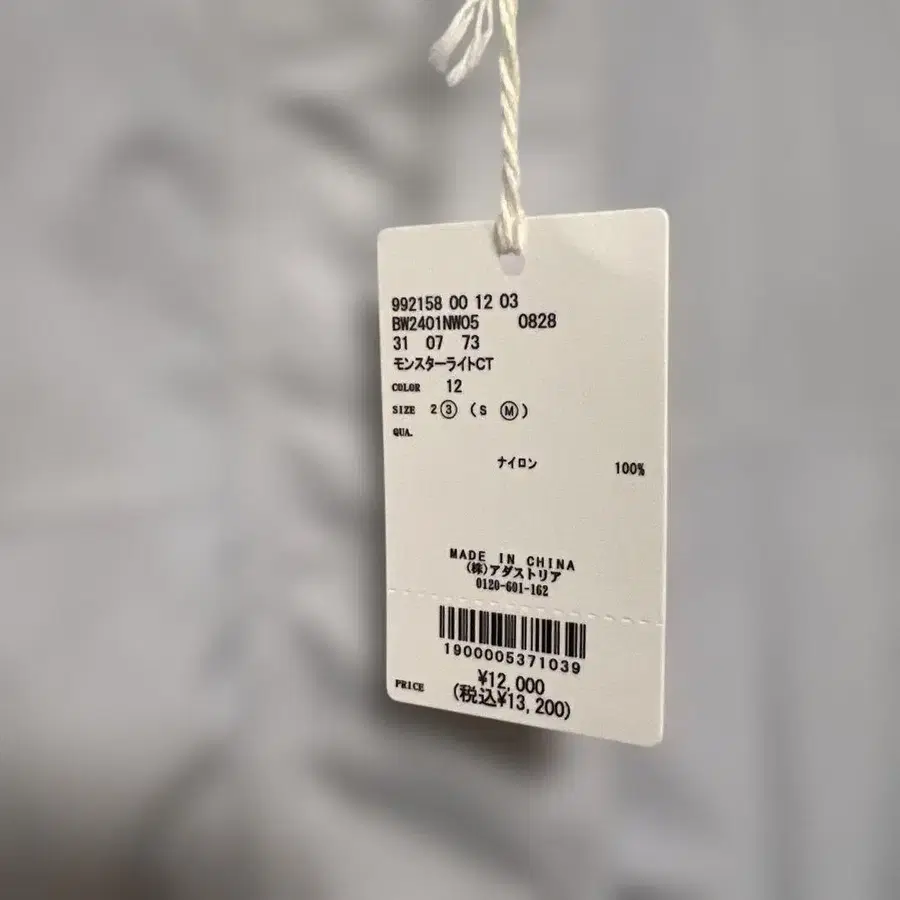 992158 00 12 03
BW2401NW05 0828
31 07 73
モンスターライトCT
COLOR 12
SIZE 2 3 (S M)
QUA.
ナイロン 100%
MADE IN CHINA
(株)アダストリア
0120-601-162
1900005371039
PRICE ¥12,000
(税込¥13,200)